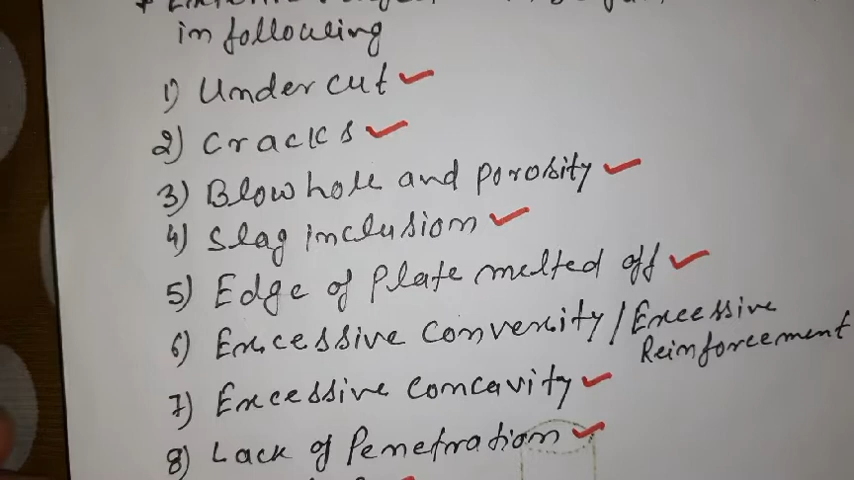 in following
1) Undercut
2) Cracks
3) Blowhole and porosity
4) Slag inclusion
5) Edge of plate melted off
6) Excessive convexity / Excessive
Reinforcement
7) Excessive concavity
8) Lack of Penetration